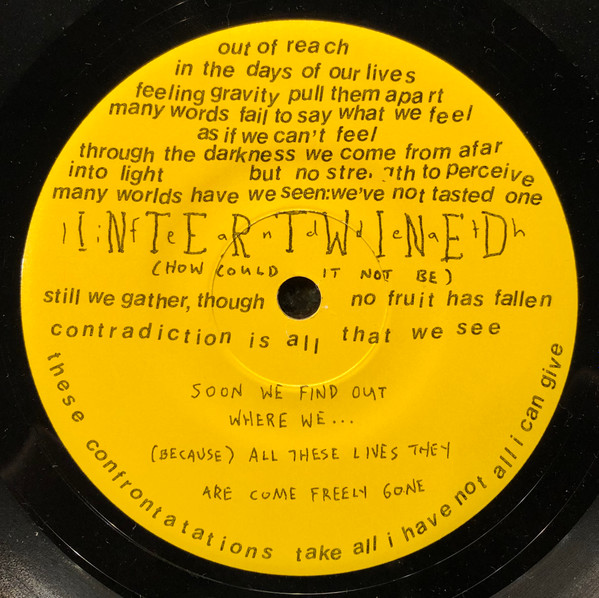 out of reach
in the days of our lives
feeling gravity pull them apart
many words fail to say what we feel
as if we can't feel
through the darkness we come from afar
into light but no strength to perceive
many worlds have we seen:we've not tasted one
INTERTWINED
life and death
(HOW COULD IT NOT BE)
still we gather, though no fruit has fallen
contradiction is all that we see
SOON WE FIND OUT
WHERE WE...
(BECAUSE) ALL THESE LIVES THEY
ARE COME FREELY GONE
these confrontatations take all i have not all i can give